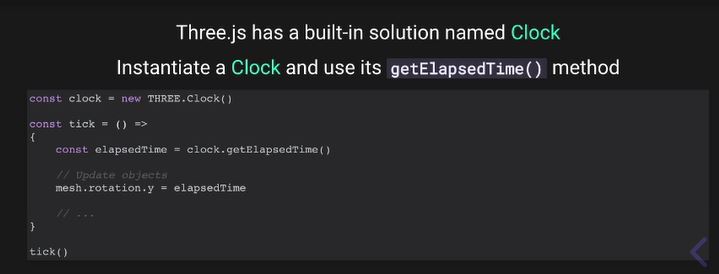 Three.js has a built-in solution named Clock
Instantiate a Clock and use its getElapsedTime() method
const clock = new THREE.Clock()
const tick = () =>
{
    const elapsedTime = clock.getElapsedTime()
    // Update objects
    mesh.rotation.y = elapsedTime
    // ...
}
tick()